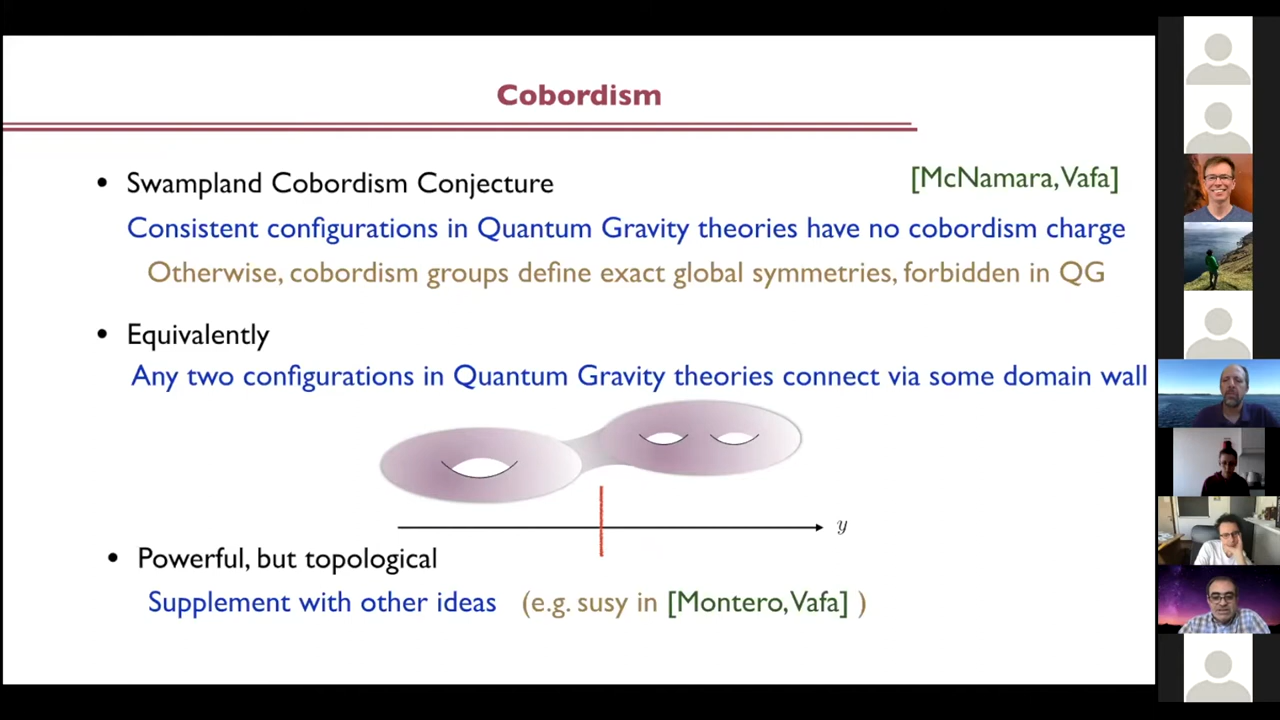 Cobordism
• Swampland Cobordism Conjecture [McNamara,Vafa]
Consistent configurations in Quantum Gravity theories have no cobordism charge
Otherwise, cobordism groups define exact global symmetries, forbidden in QG
• Equivalently
Any two configurations in Quantum Gravity theories connect via some domain wall
y
• Powerful, but topological
Supplement with other ideas (e.g. susy in [Montero,Vafa] )